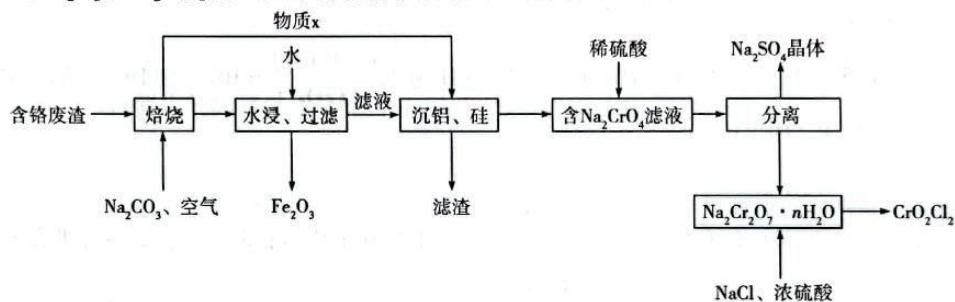 物质x
水
稀硫酸
Na₂SO₄晶体
含铬废渣
焙烧
水浸、过滤
滤液
沉铝、硅
含Na₂CrO₄滤液
分离
Na₂CO₃、空气
Fe₂O₃
滤渣
Na₂Cr₂O₇·nH₂O
CrO₂Cl₂
NaCl、浓硫酸